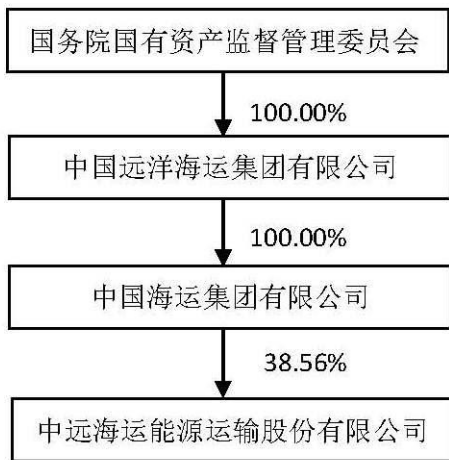 国务院国有资产监督管理委员会
100.00%
中国远洋海运集团有限公司
100.00%
中国海运集团有限公司
38.56%
中远海运能源运输股份有限公司